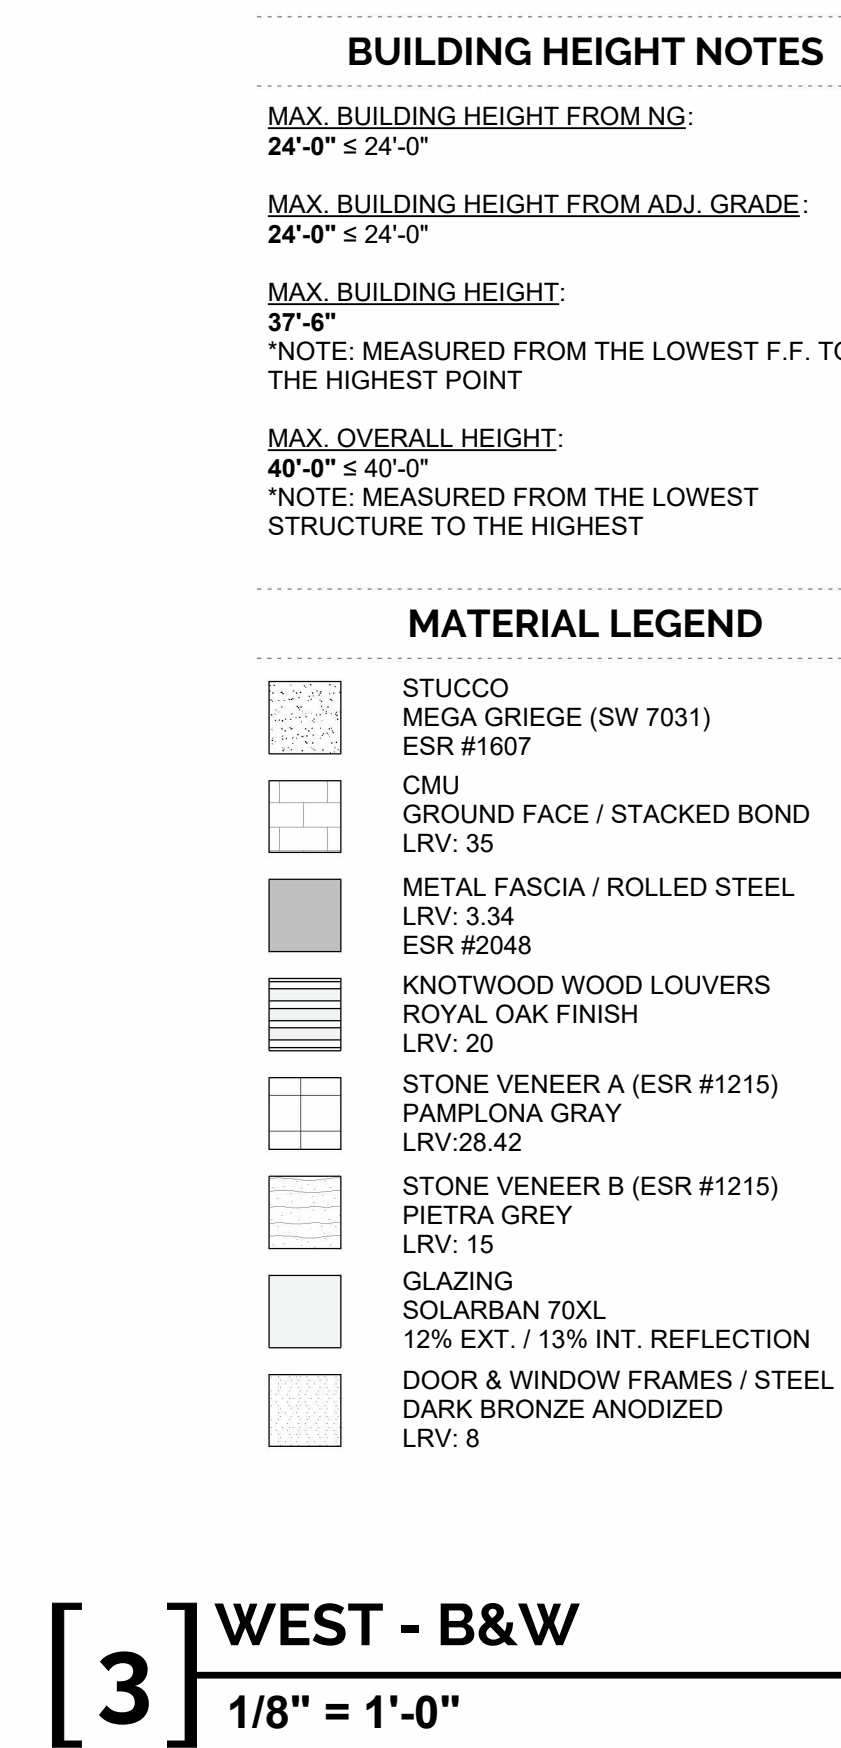 BUILDING HEIGHT NOTES
MAX. BUILDING HEIGHT FROM NG:
24'-0" ≤ 24'-0"
MAX. BUILDING HEIGHT FROM ADJ. GRADE:
24'-0" ≤ 24'-0"
MAX. BUILDING HEIGHT:
37'-6"
*NOTE: MEASURED FROM THE LOWEST F.F. TO
THE HIGHEST POINT
MAX. OVERALL HEIGHT:
40'-0" ≤ 40'-0"
*NOTE: MEASURED FROM THE LOWEST
STRUCTURE TO THE HIGHEST
MATERIAL LEGEND
STUCCO
MEGA GRIEGE (SW 7031)
ESR #1607
CMU
GROUND FACE / STACKED BOND
LRV: 35
METAL FASCIA / ROLLED STEEL
LRV: 3.34
ESR #2048
KNOTWOOD WOOD LOUVERS
ROYAL OAK FINISH
LRV: 20
STONE VENEER A (ESR #1215)
PAMPLONA GRAY
LRV:28.42
STONE VENEER B (ESR #1215)
PIETRA GREY
LRV: 15
GLAZING
SOLARBAN 70XL
12% EXT. / 13% INT. REFLECTION
DOOR & WINDOW FRAMES / STEEL
DARK BRONZE ANODIZED
LRV: 8
[3] WEST - B&W
1/8" = 1'-0"